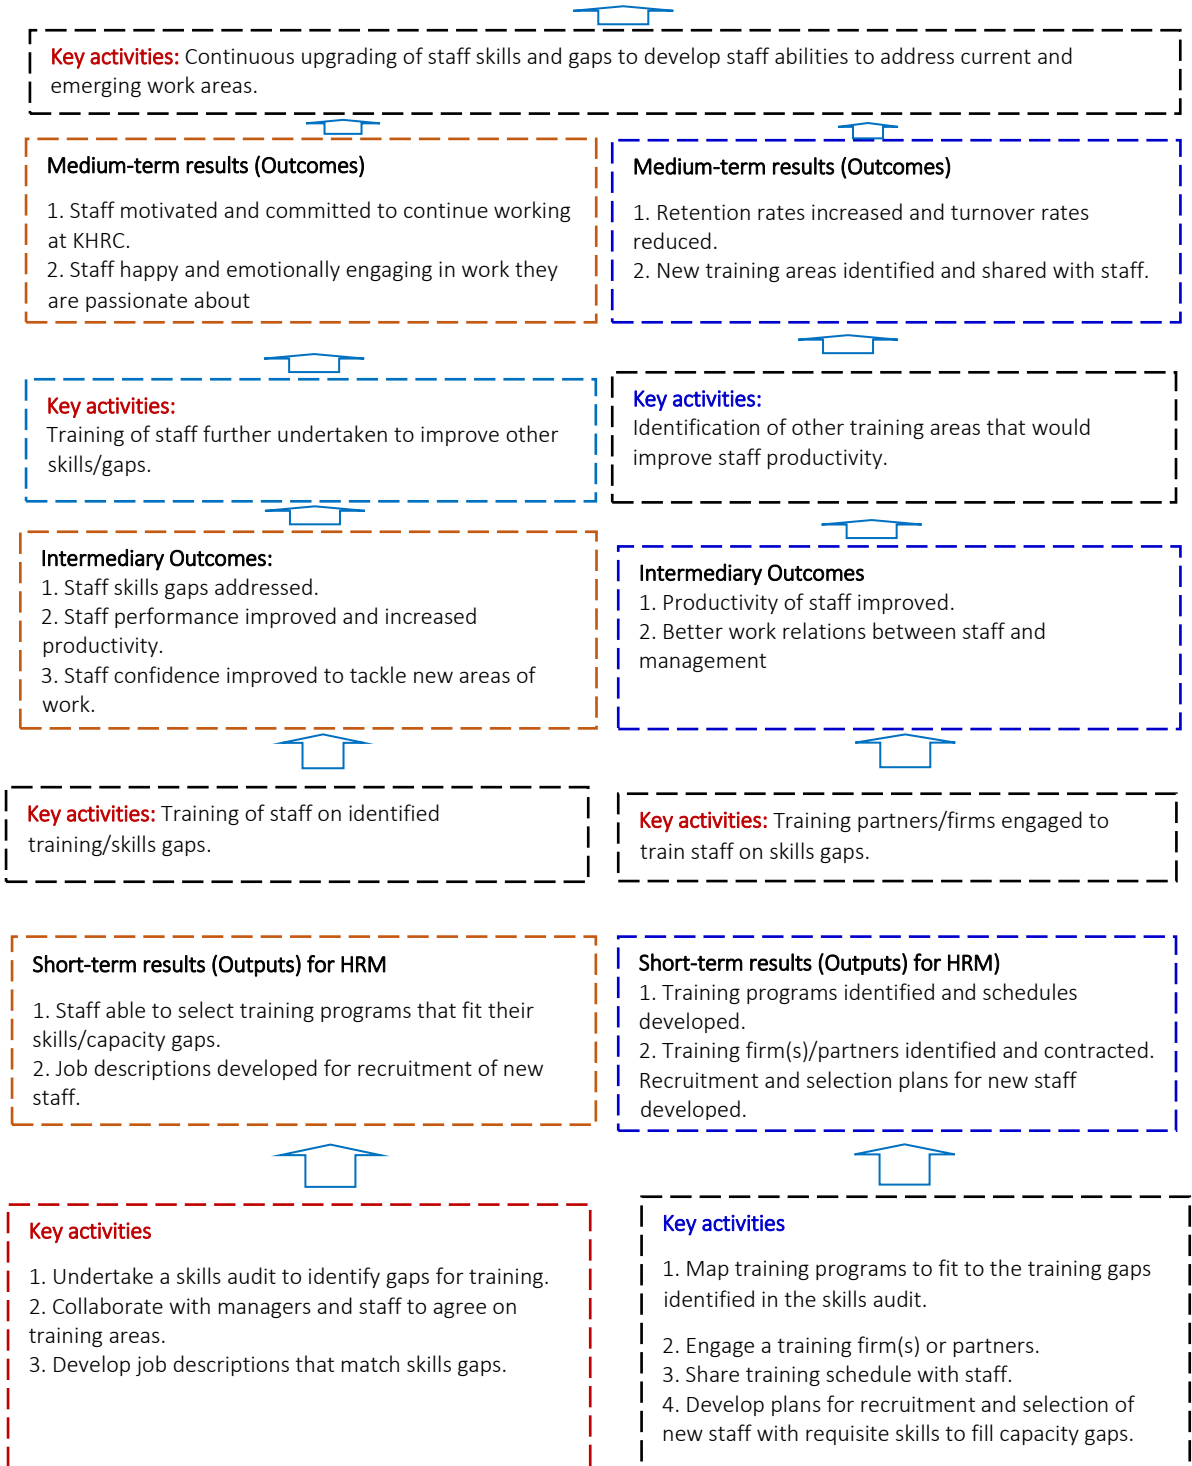 Key activities: Continuous upgrading of staff skills and gaps to develop staff abilities to address current and
emerging work areas.
Medium-term results (Outcomes)
1. Staff motivated and committed to continue working
at KHRC.
2. Staff happy and emotionally engaging in work they
are passionate about
Medium-term results (Outcomes)
1. Retention rates increased and turnover rates
reduced.
2. New training areas identified and shared with staff.
Key activities:
Training of staff further undertaken to improve other
skills/gaps.
Key activities:
Identification of other training areas that would
improve staff productivity.
Intermediary Outcomes:
1. Staff skills gaps addressed.
2. Staff performance improved and increased
productivity.
3. Staff confidence improved to tackle new areas of
work.
Intermediary Outcomes
1. Productivity of staff improved.
2. Better work relations between staff and
management
Key activities: Training of staff on identified
training/skills gaps.
Key activities: Training partners/firms engaged to
train staff on skills gaps.
Short-term results (Outputs) for HRM
1. Staff able to select training programs that fit their
skills/capacity gaps.
2. Job descriptions developed for recruitment of new
staff.
Short-term results (Outputs) for HRM)
1. Training programs identified and schedules
developed.
2. Training firm(s)/partners identified and contracted.
Recruitment and selection plans for new staff
developed.
Key activities
1. Undertake a skills audit to identify gaps for training.
2. Collaborate with managers and staff to agree on
training areas.
3. Develop job descriptions that match skills gaps.
Key activities
1. Map training programs to fit to the training gaps
identified in the skills audit.
2. Engage a training firm(s) or partners.
3. Share training schedule with staff.
4. Develop plans for recruitment and selection of
new staff with requisite skills to fill capacity gaps.